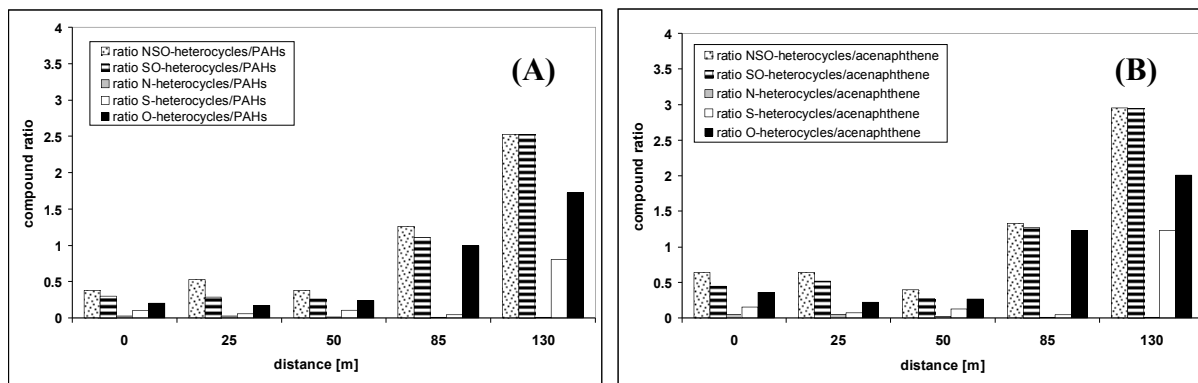 4
3.5
3
2.5
2
1.5
1
0.5
0
compound ratio
ratio NSO-heterocycles/PAHs
ratio SO-heterocycles/PAHs
ratio N-heterocycles/PAHs
ratio S-heterocycles/PAHs
ratio O-heterocycles/PAHs
(A)
0 25 50 85 130
distance [m]
4
3.5
3
2.5
2
1.5
1
0.5
0
compound ratio
ratio NSO-heterocycles/acenaphthene
ratio SO-heterocycles/acenaphthene
ratio N-heterocycles/acenaphthene
ratio S-heterocycles/acenaphthene
ratio O-heterocycles/acenaphthene
(B)
0 25 50 85 130
distance [m]